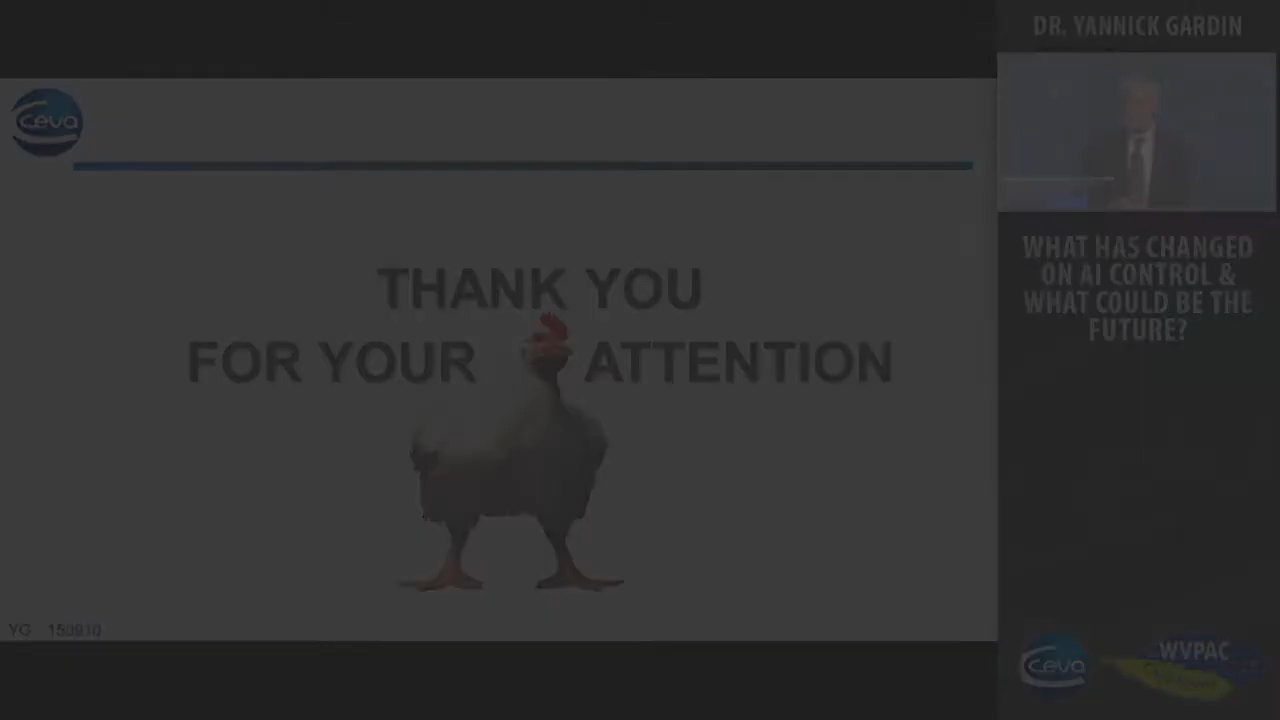 DR. YANNICK GARDIN
ceva
THANK YOU
FOR YOUR ATTENTION
YG 150910
WHAT HAS CHANGED
ON AI CONTROL &
WHAT COULD BE THE
FUTURE?
ceva
WVPAC